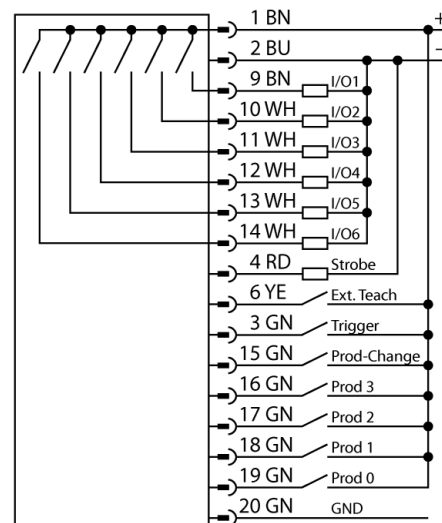 1 BN +
2 BU −
9 BN I/O1
10 WH I/O2
11 WH I/O3
12 WH I/O4
13 WH I/O5
14 WH I/O6
4 RD Strobe
6 YE Ext. Teach
3 GN Trigger
15 GN Prod-Change
16 GN Prod 3
17 GN Prod 2
18 GN Prod 1
19 GN Prod 0
20 GN GND